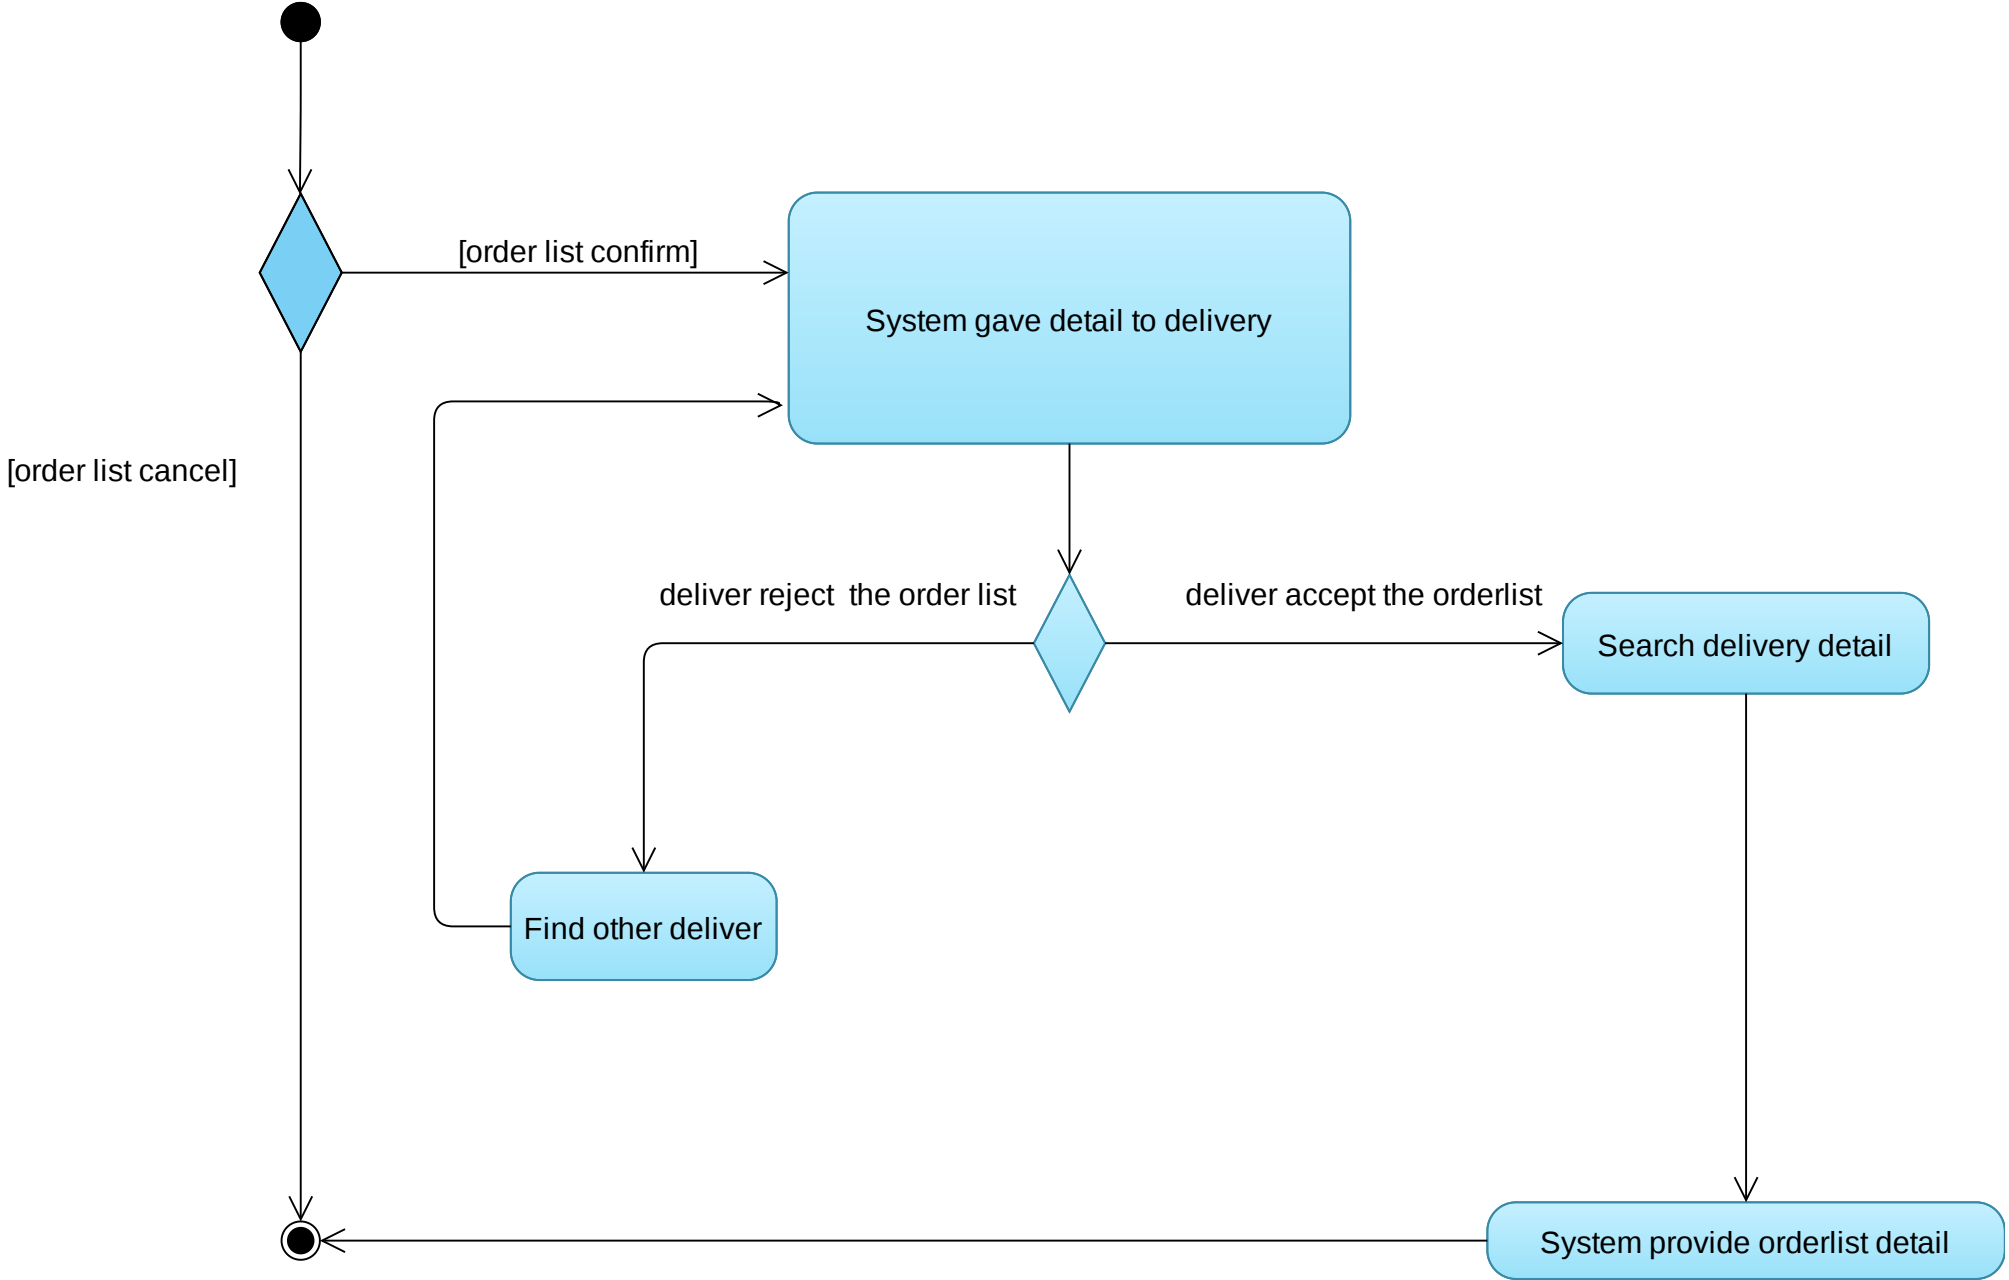 [order list confirm]
System gave detail to delivery
[order list cancel]
deliver reject  the order list
deliver accept the orderlist
Search delivery detail
Find other deliver
System provide orderlist detail